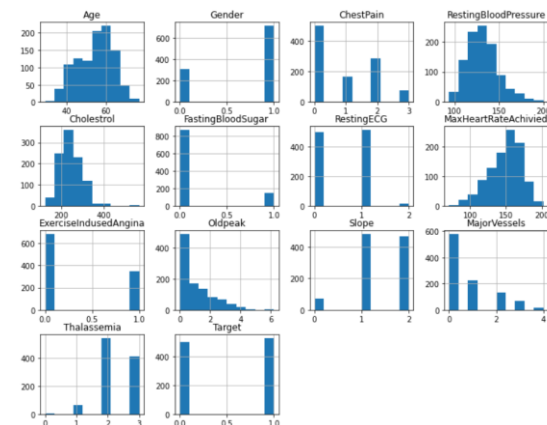 Age Gender ChestPain RestingBloodPressure
200 150 100 50 0
40 60
600 400 200 0
0.0 0.5 1.0
400 200 0
0 1 2 3
200 100 0
100 150 200
Cholestrol FastingBloodSugar RestingECG MaxHeartRateAchivied
300 200 100 0
200 400
800 600 400 200 0
0.0 0.5 1.0
400 200 0
0 1 2
200 100 0
100 150 200
ExerciseIndusedAngina Oldpeak Slope MajorVessels
600 400 200 0
0.0 0.5 1.0
400 200 0
0 2 4 6
400 200 0
0 1 2
600 400 200 0
0 1 2 3 4
Thalassemia Target
400 200 0
0 1 2 3
400 200 0
0.0 0.5 1.0